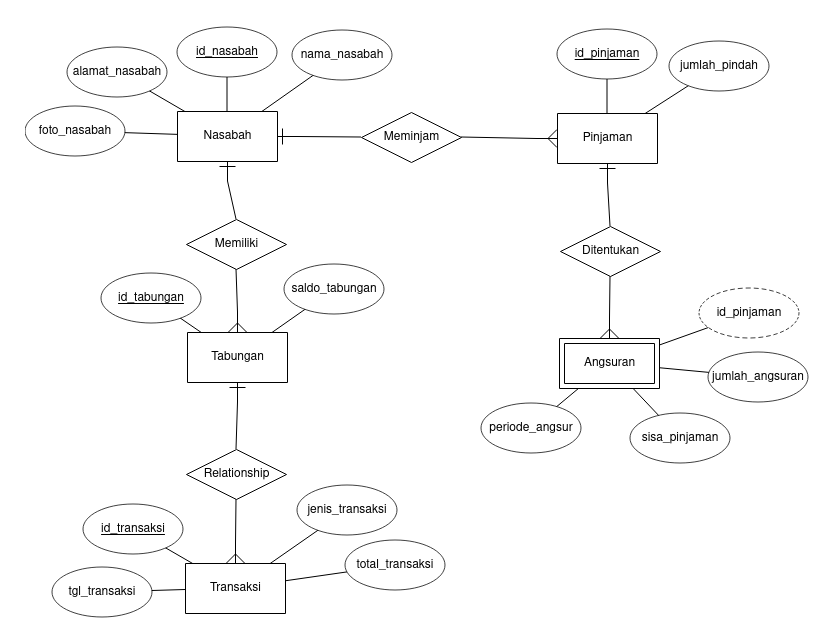 id_nasabah
nama_nasabah
alamat_nasabah
foto_nasabah
Nasabah
Meminjam
id_pinjaman
jumlah_pindah
Pinjaman
Memiliki
Ditentukan
id_tabungan
saldo_tabungan
Tabungan
id_pinjaman
Angsuran
jumlah_angsuran
periode_angsur
sisa_pinjaman
Relationship
id_transaksi
jenis_transaksi
total_transaksi
Transaksi
tgl_transaksi